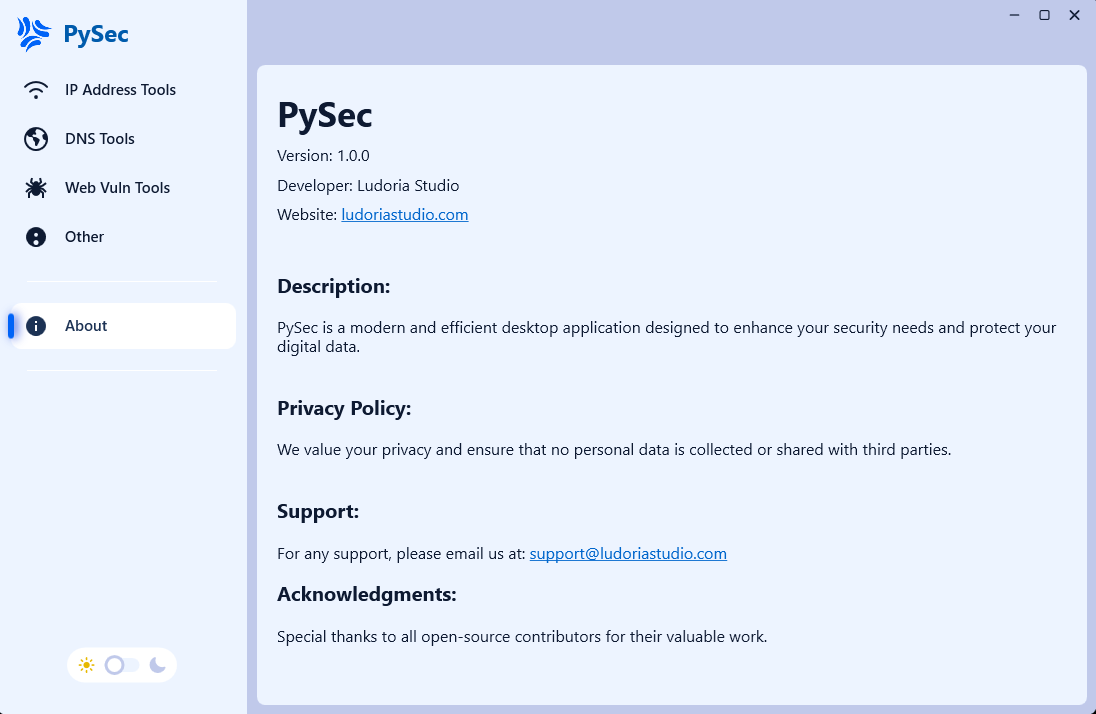 PySec
IP Address Tools
DNS Tools
Web Vuln Tools
Other
About
PySec
Version: 1.0.0
Developer: Ludoria Studio
Website: ludoriastudio.com
Description:
PySec is a modern and efficient desktop application designed to enhance your security needs and protect your
digital data.
Privacy Policy:
We value your privacy and ensure that no personal data is collected or shared with third parties.
Support:
For any support, please email us at: support@ludoriastudio.com
Acknowledgments:
Special thanks to all open-source contributors for their valuable work.